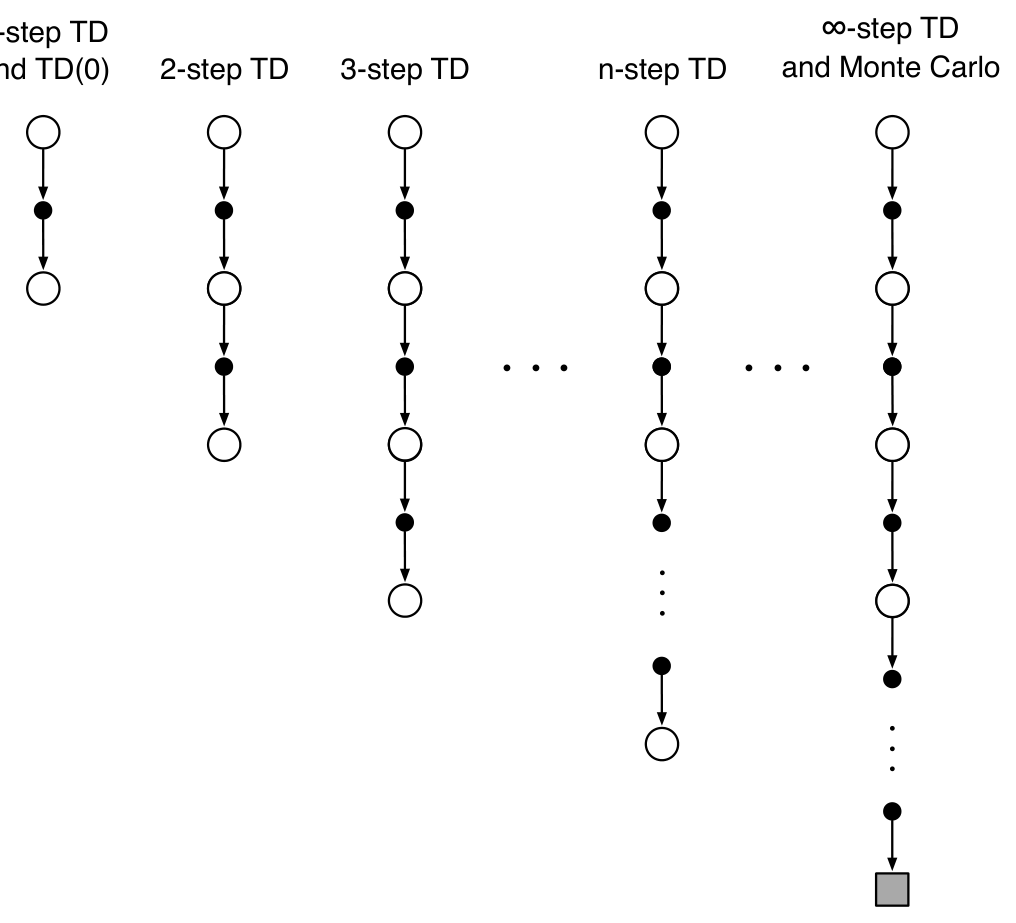 -step TD
nd TD(0)
2-step TD
3-step TD
n-step TD
∞-step TD
and Monte Carlo